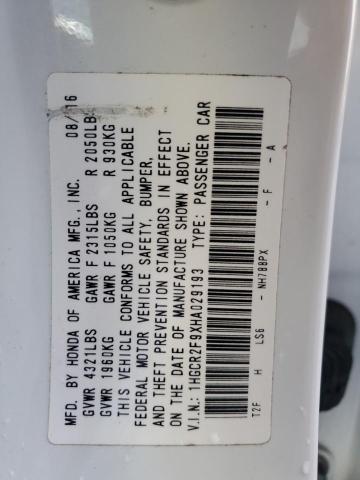 MFD. BY HONDA OF AMERICA MFG., INC. 08/16
GVWR 4321LBS GAWR F 2315LBS R 2050LB
GVWR 1960KG GAWR F 1050KG R 930KG
THIS VEHICLE CONFORMS TO ALL APPLICABLE
FEDERAL MOTOR VEHICLE SAFETY, BUMPER,
AND THEFT PREVENTION STANDARDS IN EFFECT
ON THE DATE OF MANUFACTURE SHOWN ABOVE.
V.I.N.: 1HGCR2F9XHA029193 TYPE: PASSENGER CAR
T2F H LS6 - NH788PX - F - A